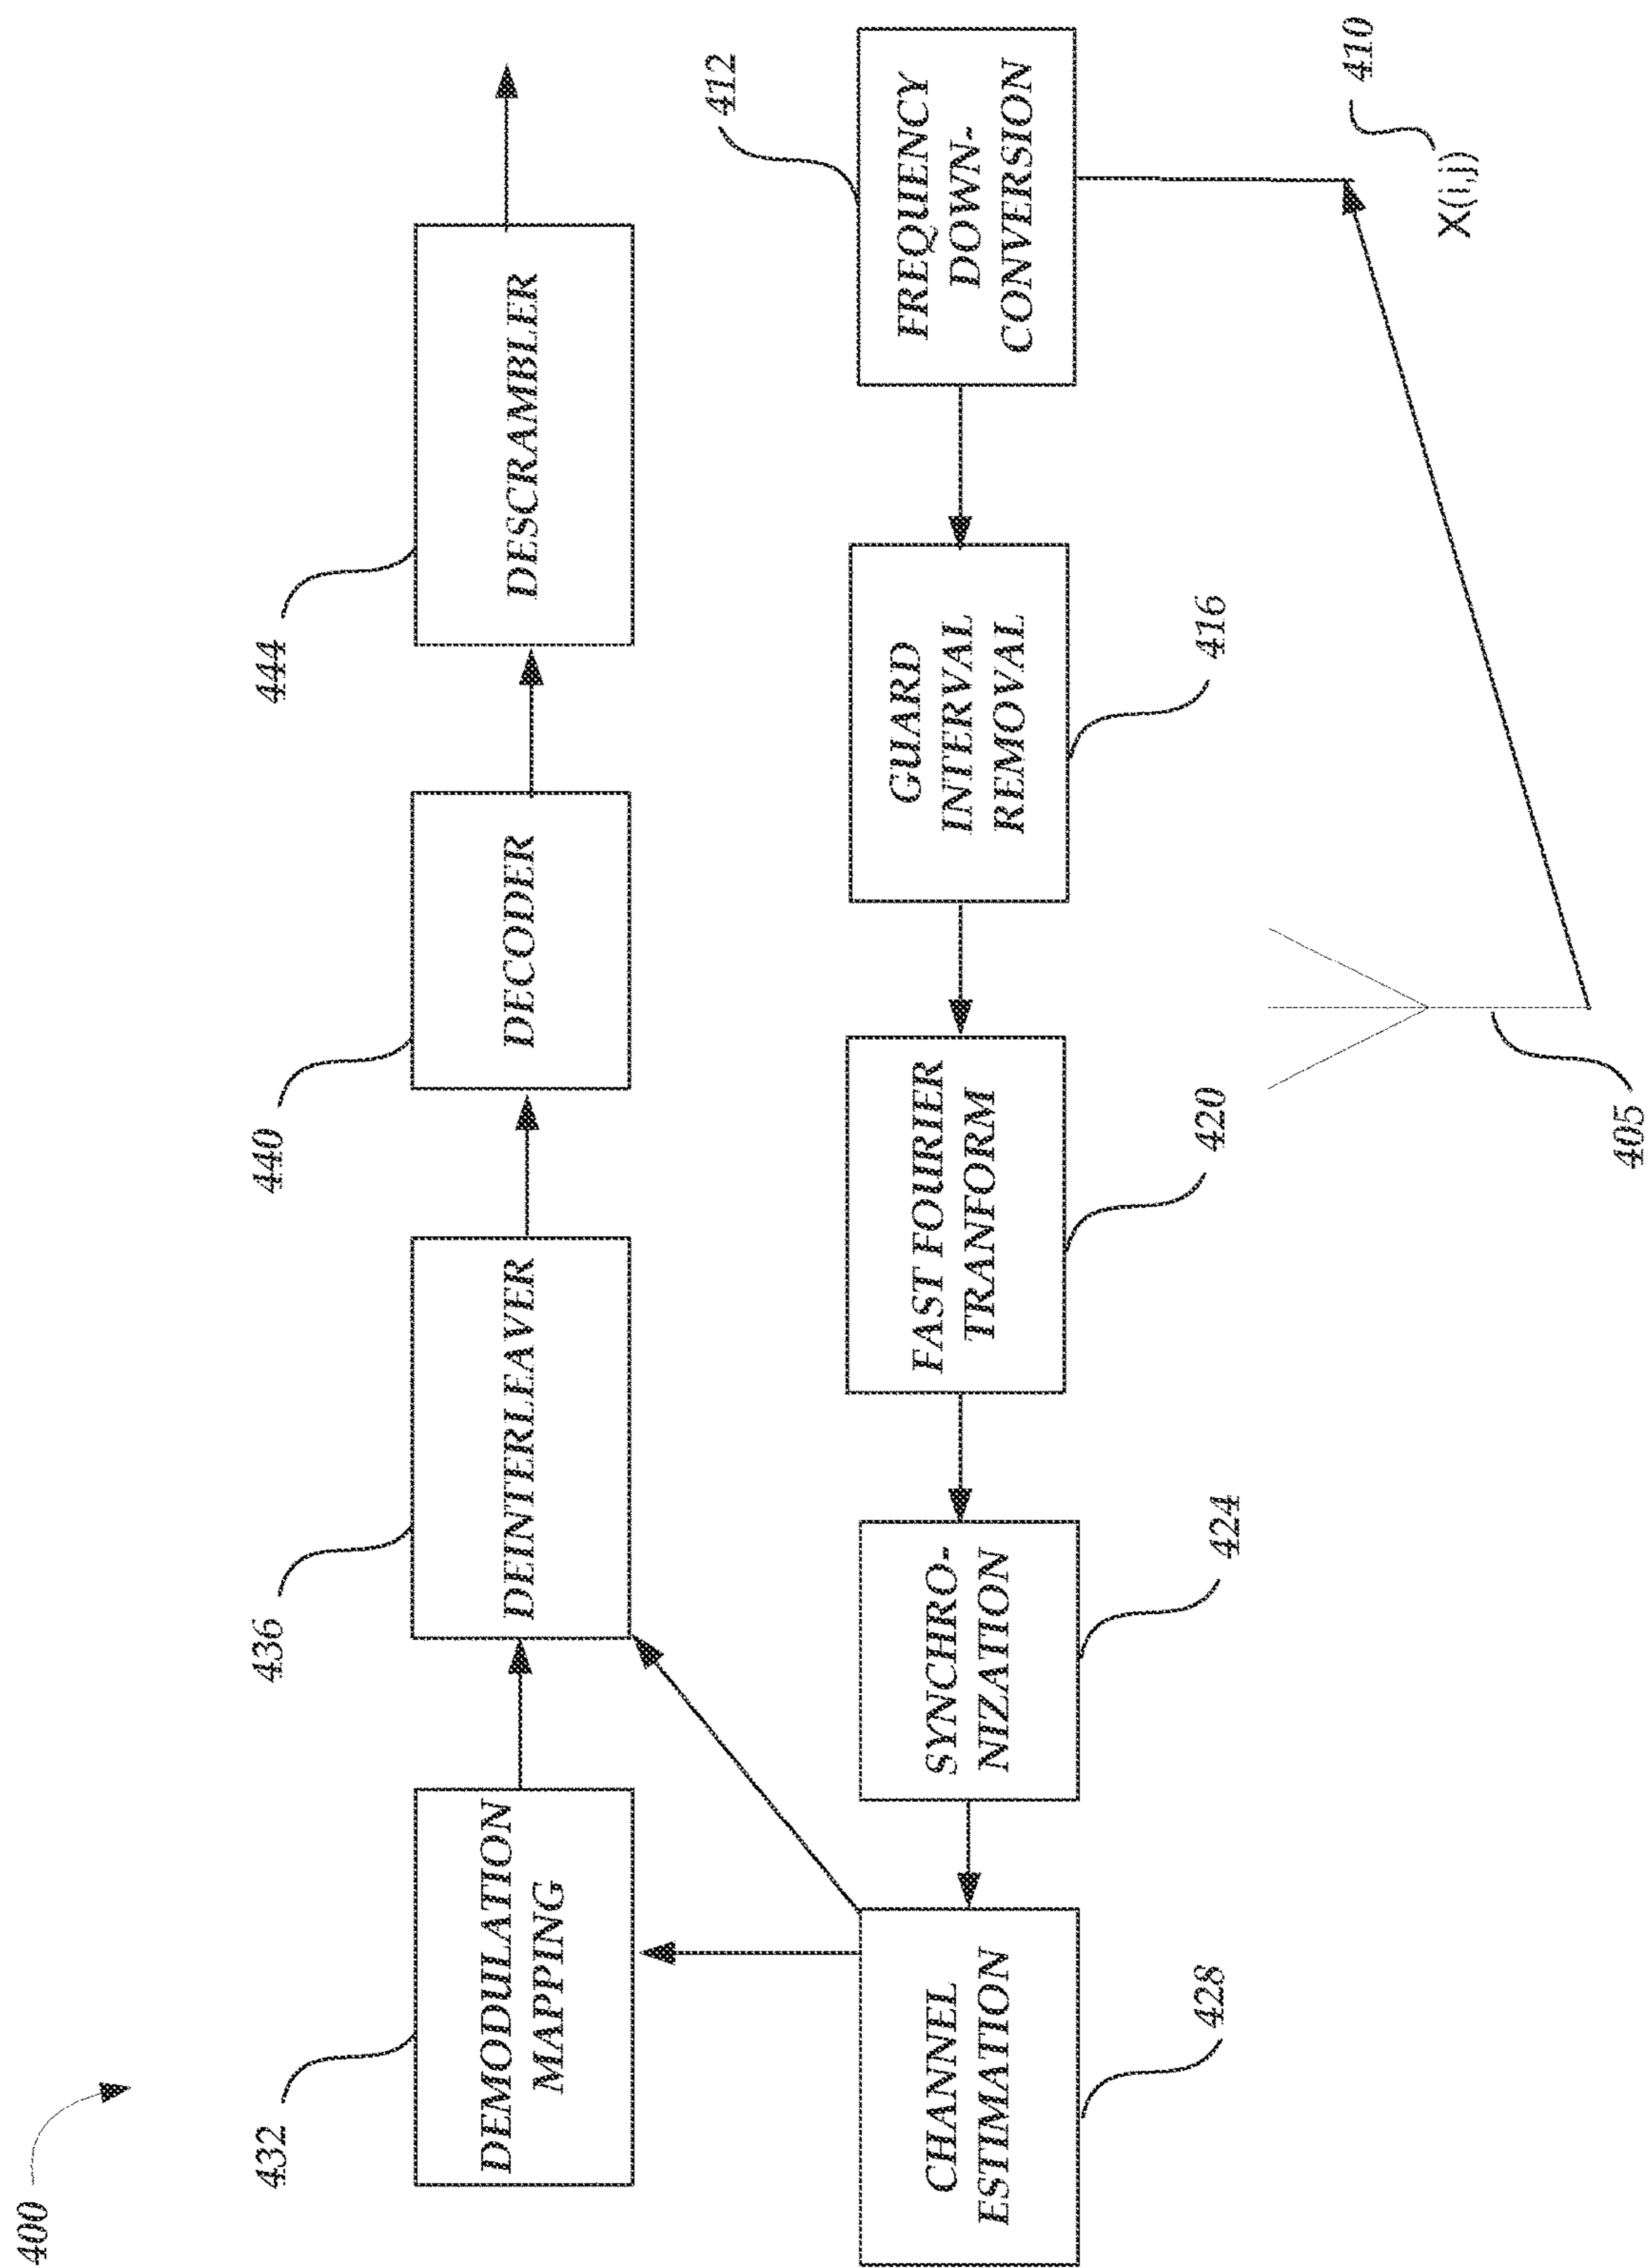 400
432
436
440
444
DEMODULATION
MAPPING
DEINTERLEAVER
DECODER
DESCRAMBLER
412
CHANNEL
ESTIMATION
SYNCHRO-
NIZATION
FAST FOURIER
TRANFORM
GUARD
INTERVAL
REMOVAL
FREQUENCY
DOWN-
CONVERSION
428
424
420
416
410
X(i,j)
405